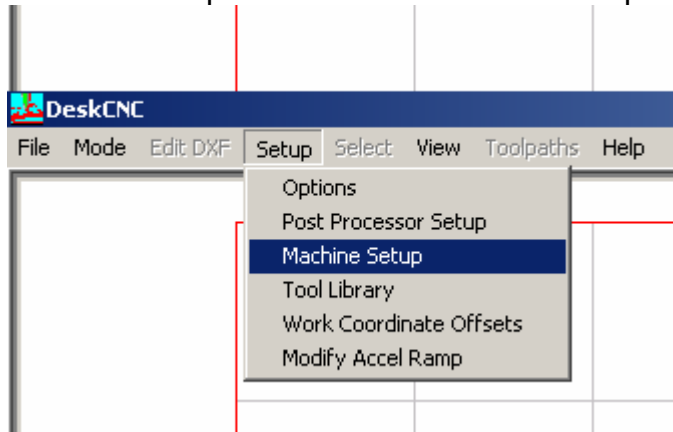 DeskCNC
File Mode Edit DXF Setup Select View Toolpaths Help
Options
Post Processor Setup
Machine Setup
Tool Library
Work Coordinate Offsets
Modify Accel Ramp